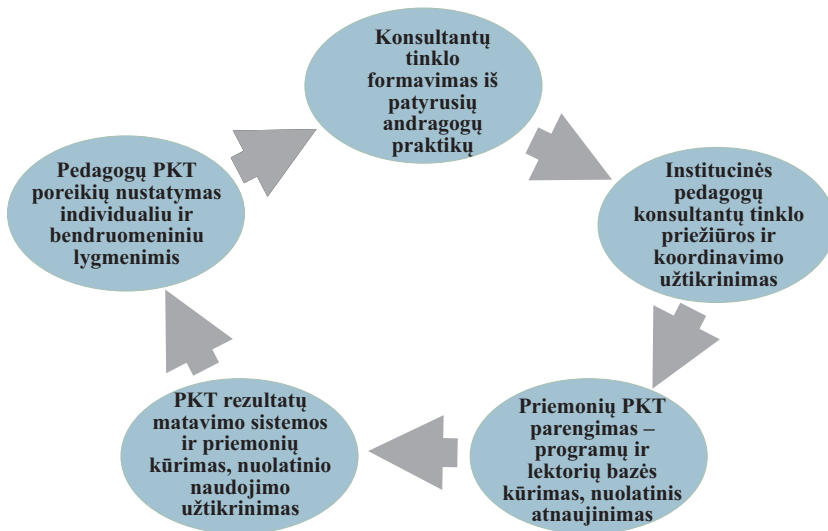 Konsultantų
tinklo
formavimas iš
patyrusių
andragogų
praktikų
Institucinės
pedagogų
konsultantų tinklo
priežiūros ir
koordinavimo
užtikrinimas
Priemonių PKT
parengimas –
programų ir
lektorių bazės
kūrimas, nuolatinis
atnaujinimas
PKT rezultatų
matavimo sistemos
ir priemonių
kūrimas, nuolatinio
naudojimo
užtikrinimas
Pedagogų PKT
poreikių nustatymas
individualiu ir
bendruomeniniu
lygmenimis